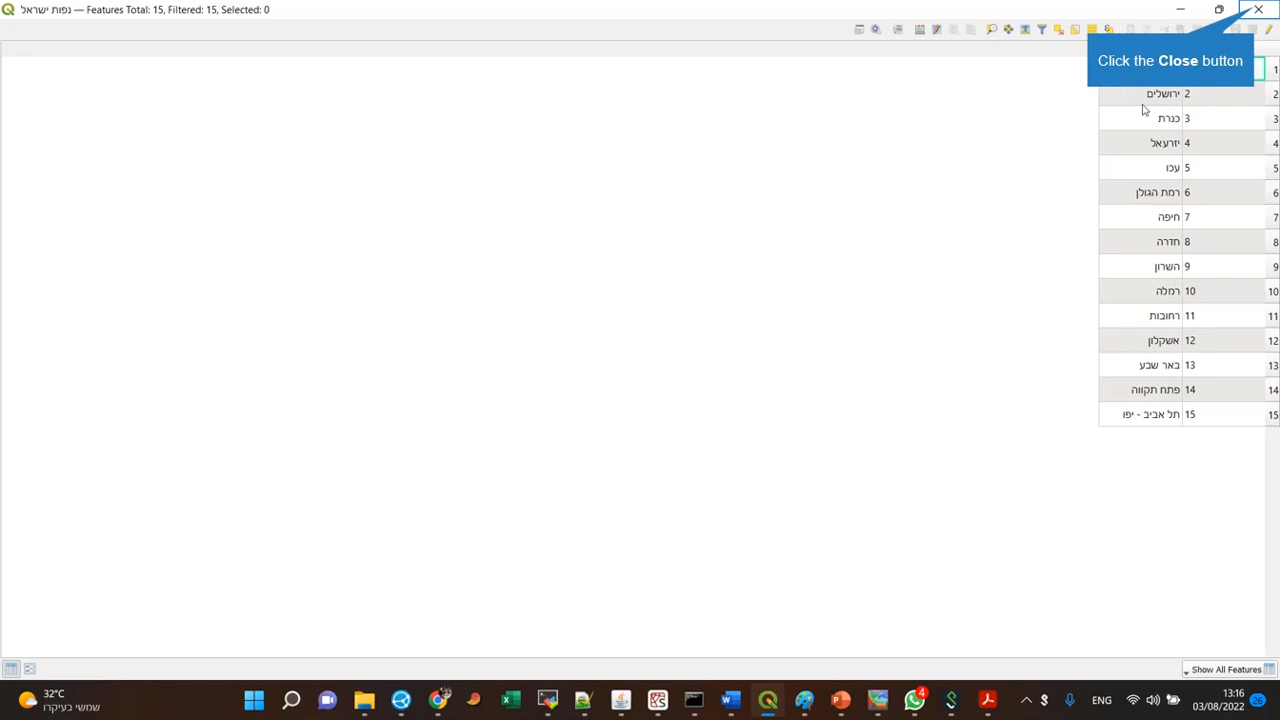 נפות ישראל — Features Total: 15, Filtered: 15, Selected: 0
Click the Close button
1
ירושלים 2 2
כנרת 3 3
יזרעאל 4 4
עכו 5 5
רמת הגולן 6 6
חיפה 7 7
חדרה 8 8
השרון 9 9
רמלה 10 10
רחובות 11 11
אשקלון 12 12
באר שבע 13 13
פתח תקווה 14 14
תל אביב - יפו 15 15
Show All Features
32°C
שמשי בעיקרו
4
ENG
13:16
03/08/2022
26